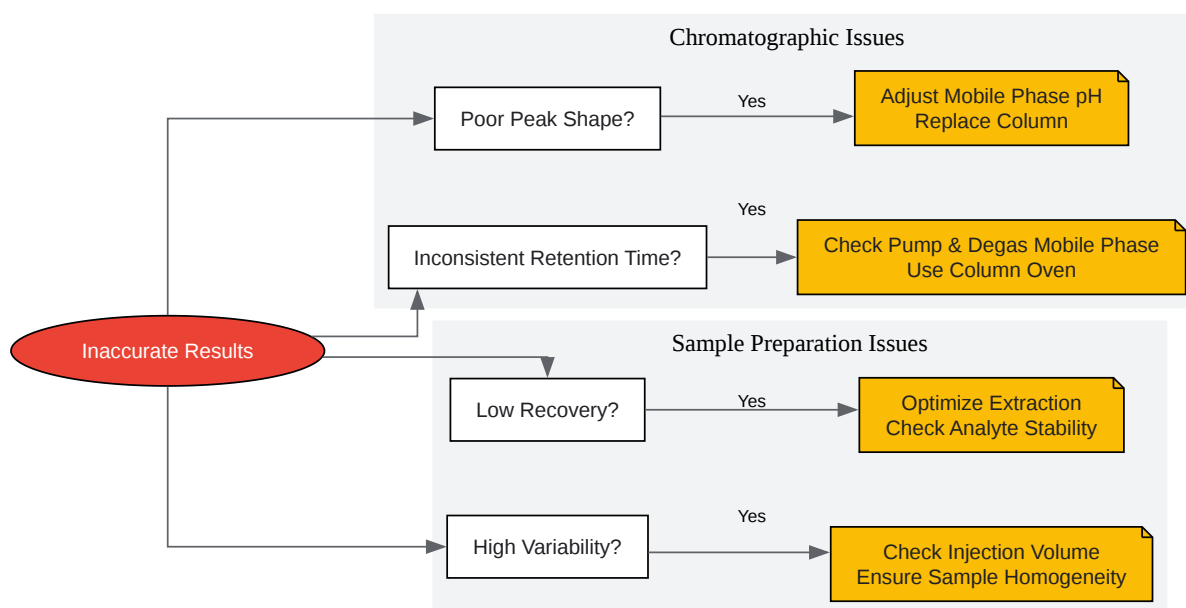 Chromatographic Issues
Poor Peak Shape?
Yes
Adjust Mobile Phase pH
Replace Column
Inconsistent Retention Time?
Yes
Check Pump & Degas Mobile Phase
Use Column Oven
Inaccurate Results
Sample Preparation Issues
Low Recovery?
Yes
Optimize Extraction
Check Analyte Stability
High Variability?
Yes
Check Injection Volume
Ensure Sample Homogeneity